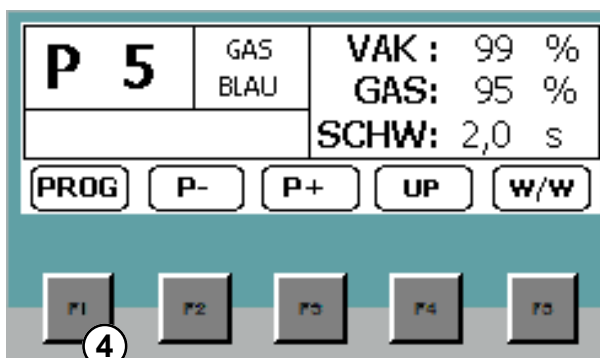 P 5
GAS
BLAU
VAK : 99 %
GAS: 95 %
SCHW: 2,0 s
PROG P- P+ UP W/W
F1 F2 F3 F4 F5
4